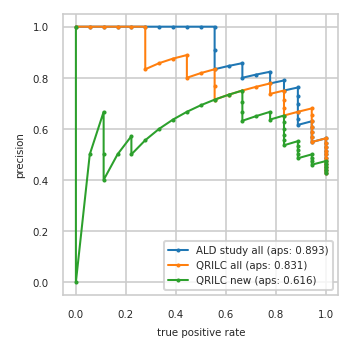 1.0
0.8
0.6
0.4
0.2
0.0
precision
ALD study all (aps: 0.893)
QRILC all (aps: 0.831)
QRILC new (aps: 0.616)
0.0 0.2 0.4 0.6 0.8 1.0
true positive rate